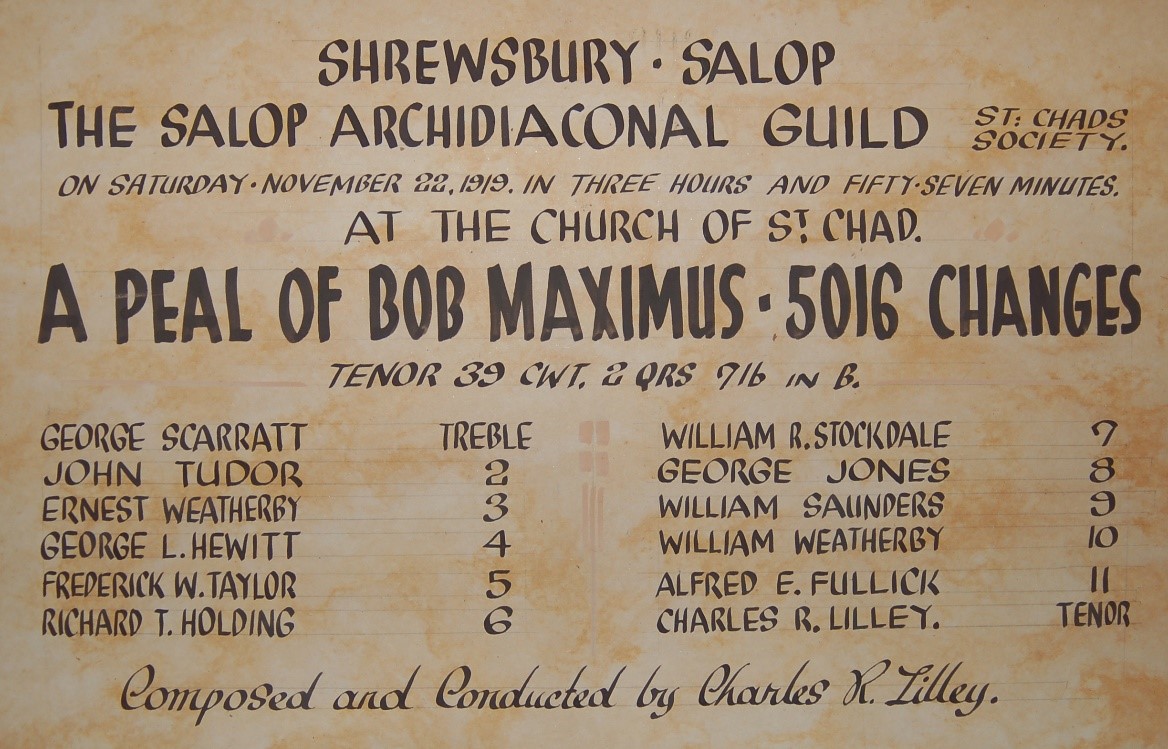 SHREWSBURY · SALOP
THE SALOP ARCHIDIACONAL GUILD ST: CHADS SOCIETY.
ON SATURDAY · NOVEMBER 22, 1919. IN THREE HOURS AND FIFTY-SEVEN MINUTES.
AT THE CHURCH OF ST CHAD.
A PEAL OF BOB MAXIMUS · 5016 CHANGES
TENOR 39 CWT. 2 QRS 7lb IN B.
GEORGE SCARRATT TREBLE
JOHN TUDOR 2
ERNEST WEATHERBY 3
GEORGE L. HEWITT 4
FREDERICK W. TAYLOR 5
RICHARD T. HOLDING 6
WILLIAM R. STOCKDALE 7
GEORGE JONES 8
WILLIAM SAUNDERS 9
WILLIAM WEATHERBY 10
ALFRED E. FULLICK 11
CHARLES R. LILLEY. TENOR
Composed and Conducted by Charles R. Lilley.